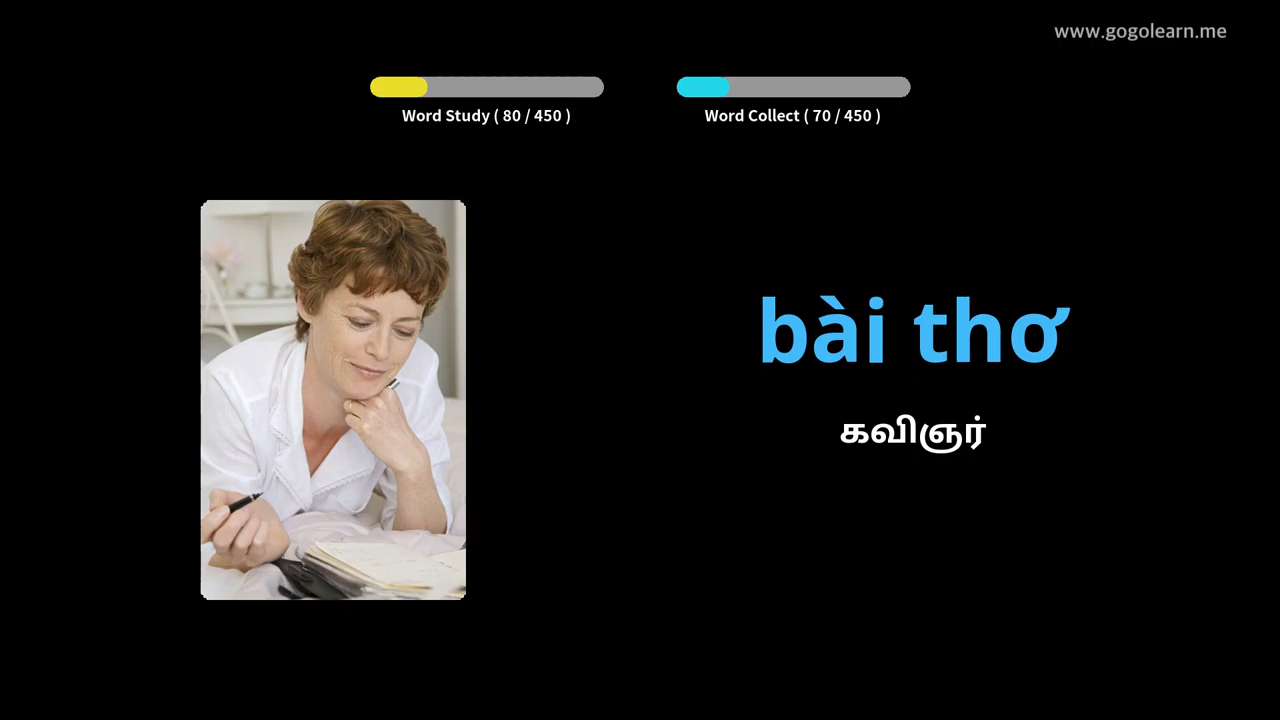 www.gogolearn.me
Word Study ( 80 / 450 )
Word Collect ( 70 / 450 )
bài thơ
கவிஞர்